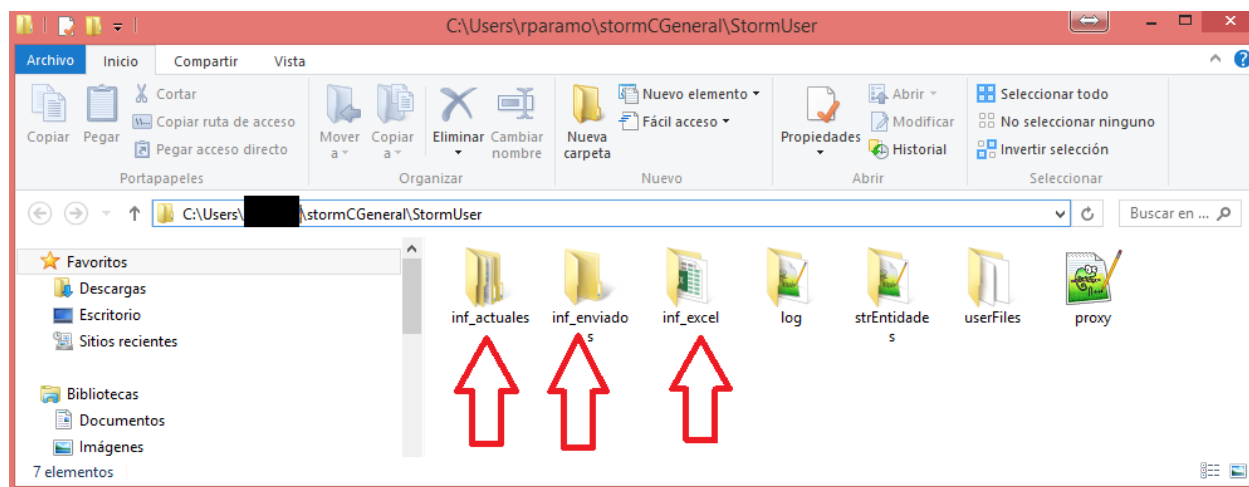 C:\Users\rparamo\stormCGeneral\StormUser
Archivo Inicio Compartir Vista
Copiar Pegar Cortar
Copiar ruta de acceso
Pegar acceso directo
Portapapeles
Mover a Copiar a Eliminar Cambiar nombre
Organizar
Nueva carpeta Nuevo elemento
Fácil acceso
Nuevo
Propiedades Abrir
Modificar
Historial
Abrir
Seleccionar todo
No seleccionar ninguno
Invertir selección
Seleccionar
C:\Users\ \stormCGeneral\StormUser Buscar en ...
Favoritos
Descargas
Escritorio
Sitios recientes
Bibliotecas
Documentos
Imágenes
inf_actuales inf_enviado inf_excel log strEntidade userFiles proxy
s s
7 elementos